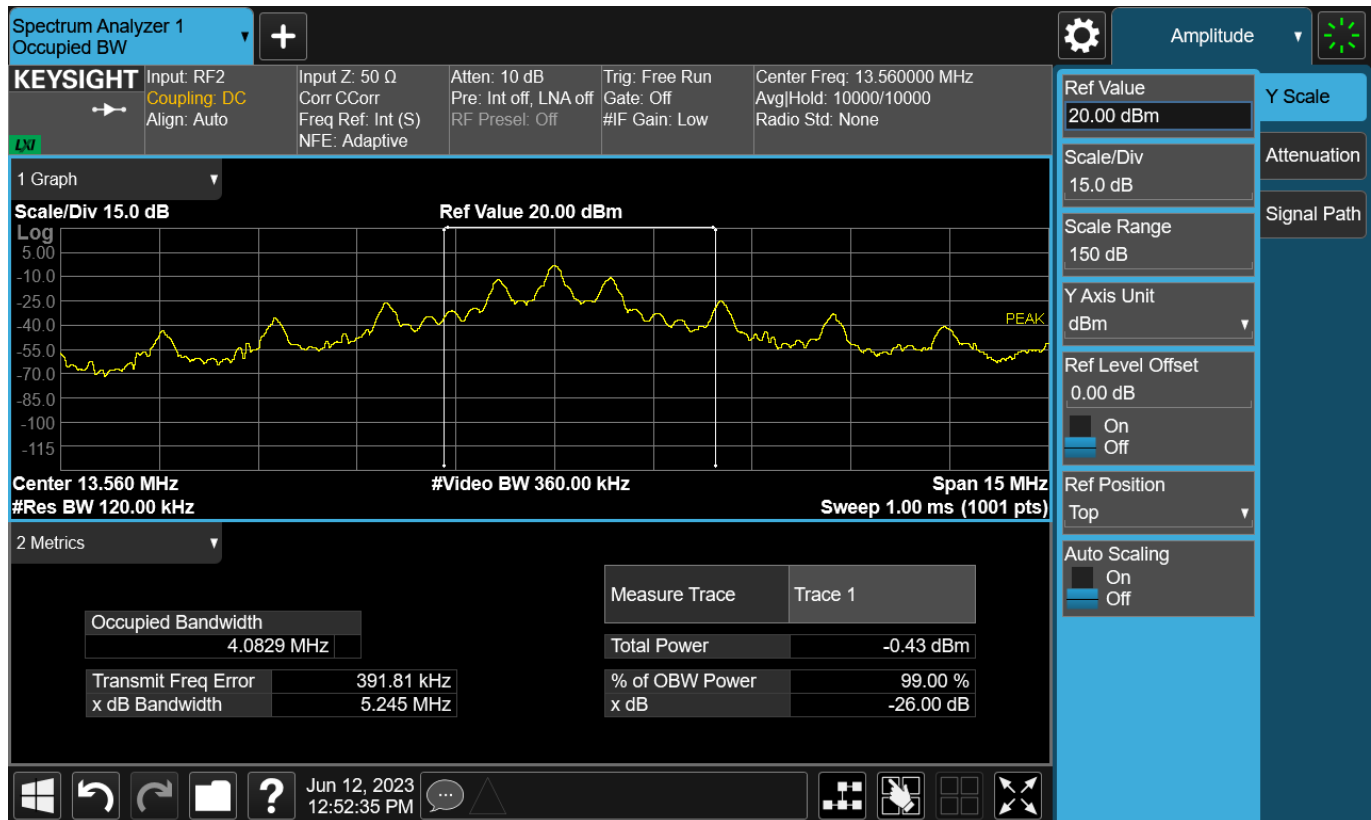 Spectrum Analyzer 1
Occupied BW
Amplitude
KEYSIGHT
LXI
Input: RF2
Coupling: DC
Align: Auto
Input Z: 50 Ω
Corr CCorr
Freq Ref: Int (S)
NFE: Adaptive
Atten: 10 dB
Pre: Int off, LNA off
RF Presel: Off
Trig: Free Run
Gate: Off
#IF Gain: Low
Center Freq: 13.560000 MHz
Avg|Hold: 10000/10000
Radio Std: None
1 Graph
Scale/Div 15.0 dB
Ref Value 20.00 dBm
Log
5.00
-10.0
-25.0
-40.0
-55.0
-70.0
-85.0
-100
-115
PEAK
Center 13.560 MHz
#Video BW 360.00 kHz
Span 15 MHz
#Res BW 120.00 kHz
Sweep 1.00 ms (1001 pts)
2 Metrics
Occupied Bandwidth
4.0829 MHz
Transmit Freq Error 391.81 kHz
x dB Bandwidth 5.245 MHz
Measure Trace Trace 1
Total Power -0.43 dBm
% of OBW Power 99.00 %
x dB -26.00 dB
Ref Value
20.00 dBm
Scale/Div
15.0 dB
Scale Range
150 dB
Y Axis Unit
dBm
Ref Level Offset
0.00 dB
On
Off
Ref Position
Top
Auto Scaling
On
Off
Y Scale
Attenuation
Signal Path
?
Jun 12, 2023
12:52:35 PM